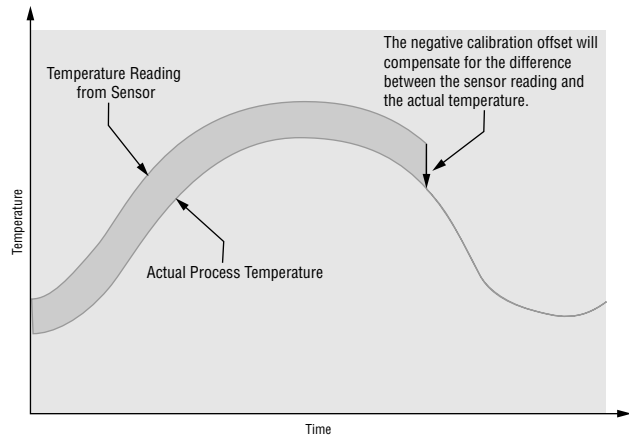 The negative calibration offset will
compensate for the difference
between the sensor reading and
the actual temperature.
Temperature Reading
from Sensor
Actual Process Temperature
Temperature
Time